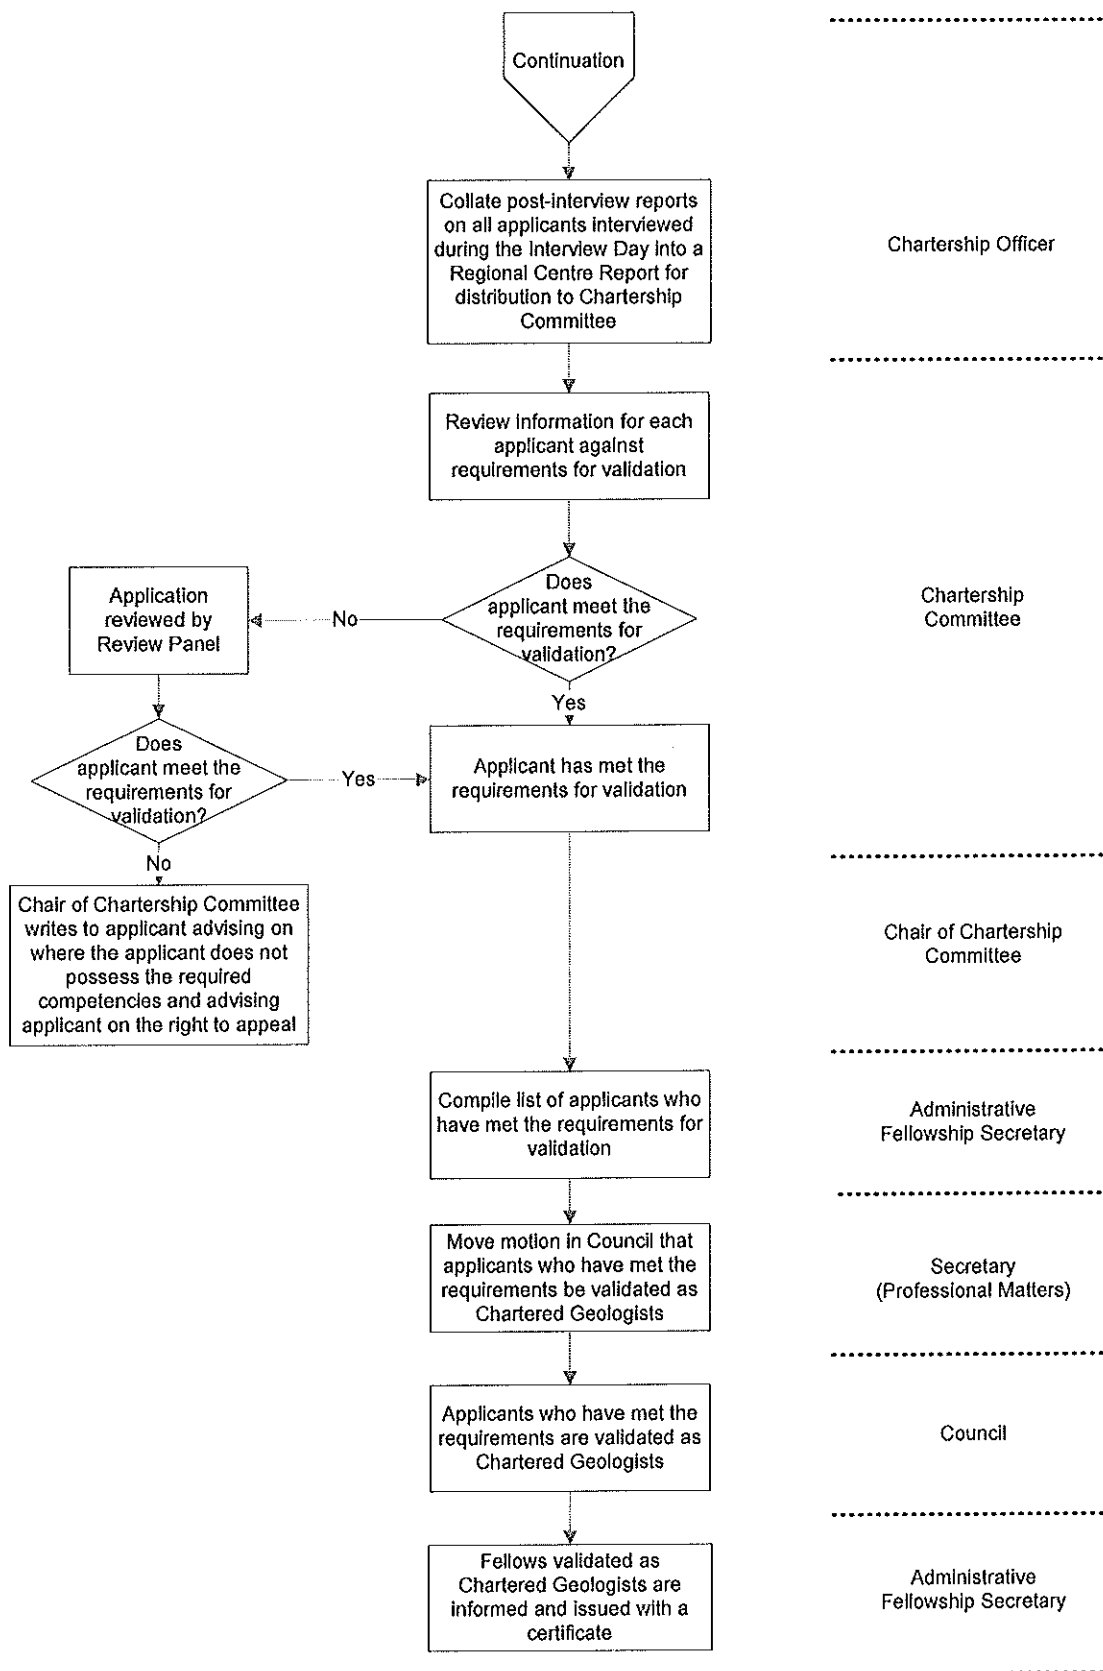 Continuation
Collate post-interview reports
on all applicants interviewed
during the Interview Day into a
Regional Centre Report for
distribution to Chartership
Committee
Chartership Officer
Review information for each
applicant against
requirements for validation
Does
applicant meet the
requirements for
validation?
Chartership
Committee
No
Application
reviewed by
Review Panel
Yes
Does
applicant meet the
requirements for
validation?
Yes
Applicant has met the
requirements for validation
No
Chair of Chartership Committee
writes to applicant advising on
where the applicant does not
possess the required
competencies and advising
applicant on the right to appeal
Chair of Chartership
Committee
Compile list of applicants who
have met the requirements for
validation
Administrative
Fellowship Secretary
Move motion in Council that
applicants who have met the
requirements be validated as
Chartered Geologists
Secretary
(Professional Matters)
Applicants who have met the
requirements are validated as
Chartered Geologists
Council
Fellows validated as
Chartered Geologists are
informed and issued with a
certificate
Administrative
Fellowship Secretary